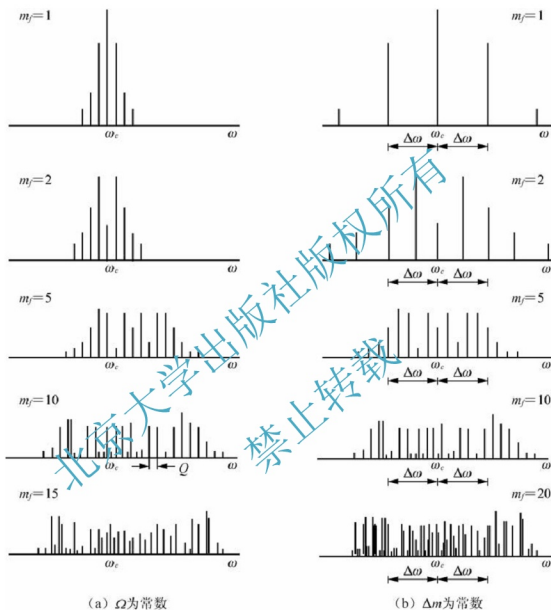 m_f=1
ω_c
ω
m_f=2
ω_c
ω
m_f=5
ω_c
ω
m_f=10
ω_c
Q
ω
m_f=15
ω_c
ω
(a) Ω为常数
m_f=1
ω_c
ω
Δω
Δω
m_f=2
ω_c
ω
Δω
Δω
m_f=5
ω_c
ω
Δω
Δω
m_f=10
ω_c
ω
Δω
Δω
m_f=20
ω_c
ω
Δω
Δω
(b) Δm为常数
北京大学出版社版权所有
禁止转载